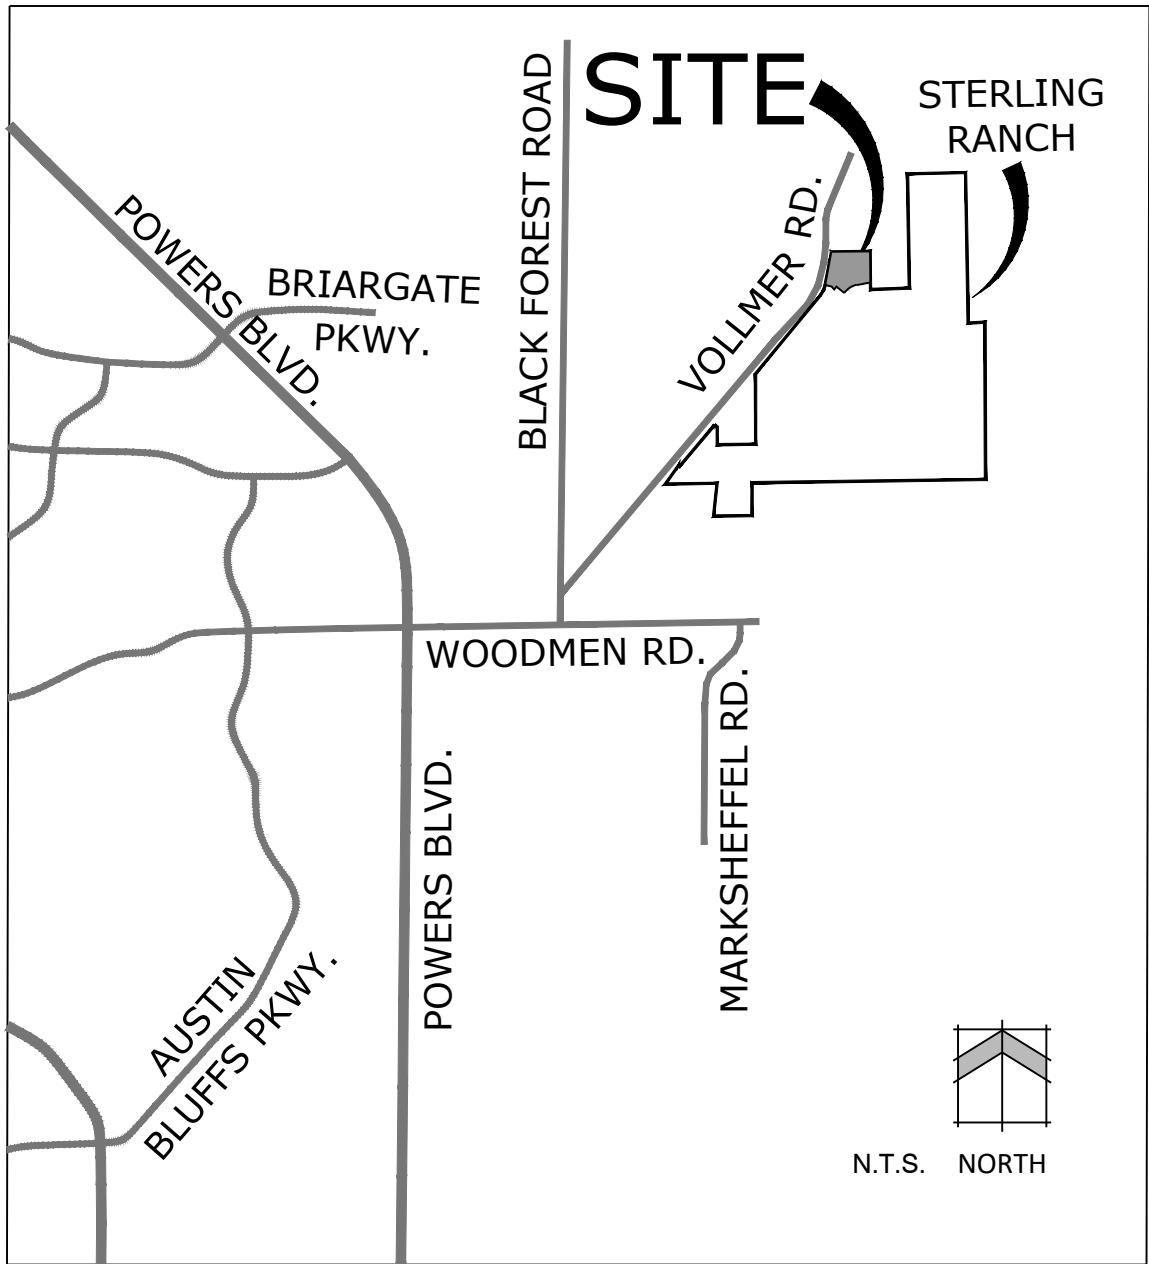 SITE
STERLING
RANCH
BLACK FOREST ROAD
VOLLMER RD.
POWERS BLVD.
BRIARGATE
PKWY.
WOODMEN RD.
MARKSHEFFEL RD.
POWERS BLVD.
AUSTIN
BLUFFS PKWY.
N.T.S.
NORTH